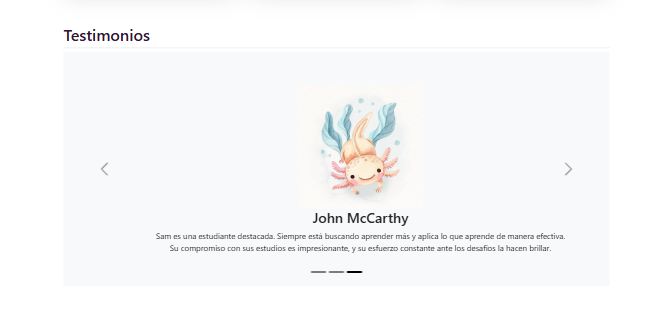 Testimonios
John McCarthy
Sam es una estudiante destacada. Siempre está buscando aprender más y aplica lo que aprende de manera efectiva.
Su compromiso con sus estudios es impresionante, y su esfuerzo constante ante los desafíos la hacen brillar.